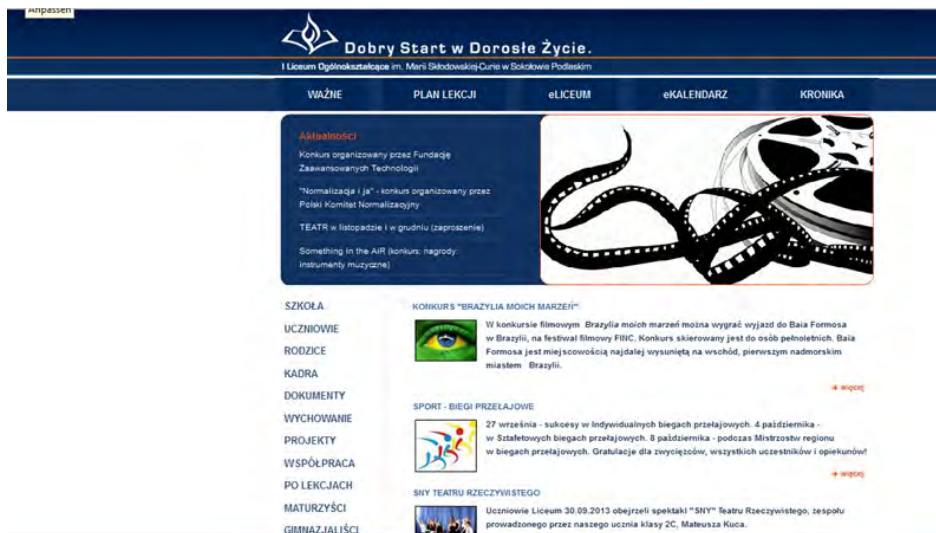 Anpassen
Dobry Start w Dorosłe Życie.
I Liceum Ogólnokształcące im. Marii Skłodowskiej-Curie w Sokołowie Podlaskim
WAŻNE PLAN LEKCJI eLICEUM eKALENDARZ KRONIKA
Aktualności
Konkurs organizowany przez Fundację
Zaawansowanych Technologii
"Normalizacja i ja" - konkurs organizowany przez
Polski Komitet Normalizacyjny
TEATR w listopadzie i w grudniu (zaproszenie)
Something in the AiR (konkurs; nagrody:
instrumenty muzyczne)
SZKOŁA
UCZNIOWIE
RODZICE
KADRA
DOKUMENTY
WYCHOWANIE
PROJEKTY
WSPÓŁPRACA
PO LEKCJACH
MATURZYŚCI
GIMNAZJALIŚCI
KONKURS "BRAZYLIA MOICH MARZEŃ"
W konkursie filmowym Brazylia moich marzeń można wygrać wyjazd do Baia Formosa
w Brazylii, na festiwal filmowy FINC. Konkurs skierowany jest do osób pełnoletnich. Baia
Formosa jest miejscowością najdalej wysuniętą na wschód, pierwszym nadmorskim
miastem Brazylii.
więcej
SPORT - BIEGI PRZEŁAJOWE
27 września - sukcesy w Indywidualnych biegach przełajowych. 4 października -
w Sztafetowych biegach przełajowych. 8 października - podczas Mistrzostw regionu
w biegach przełajowych. Gratulacje dla zwycięzców, wszystkich uczestników i opiekunów!
więcej
SNY TEATRU RZECZYWISTEGO
Uczniowie Liceum 30.09.2013 obejrzeli spektakl "SNY" Teatru Rzeczywistego, zespołu
prowadzonego przez naszego ucznia klasy 2C, Mateusza Kuca.